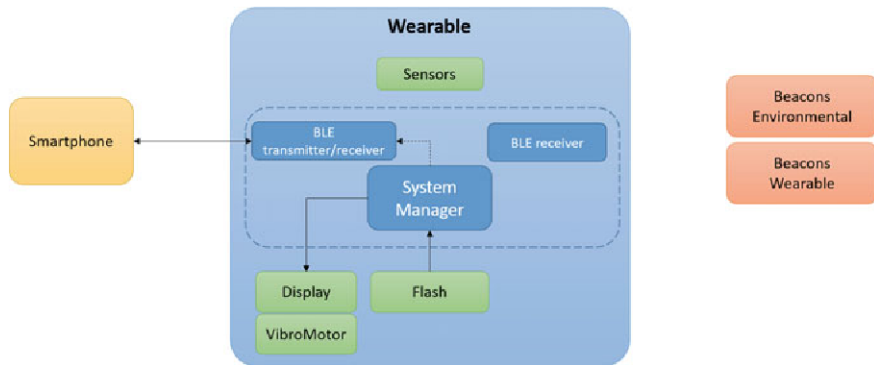 Wearable
Sensors
Smartphone
BLE
transmitter/receiver
BLE receiver
Beacons
Environmental
Beacons
Wearable
System
Manager
Display
VibroMotor
Flash